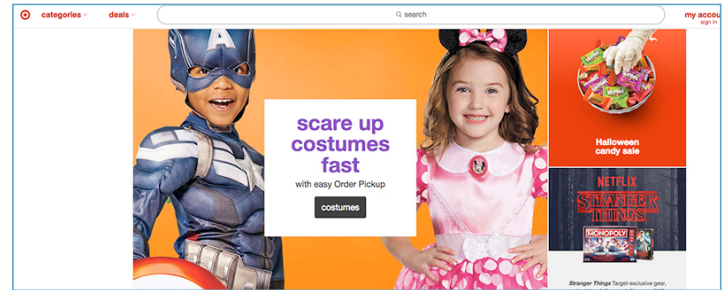 categories
deals
search
my accou
sign in
A
scare up
costumes
fast
with easy Order Pickup
costumes
Halloween
candy sale
NETFLIX
STRANGER
THINGS
MONOPOLY
Stranger Things Target-exclusive gear,